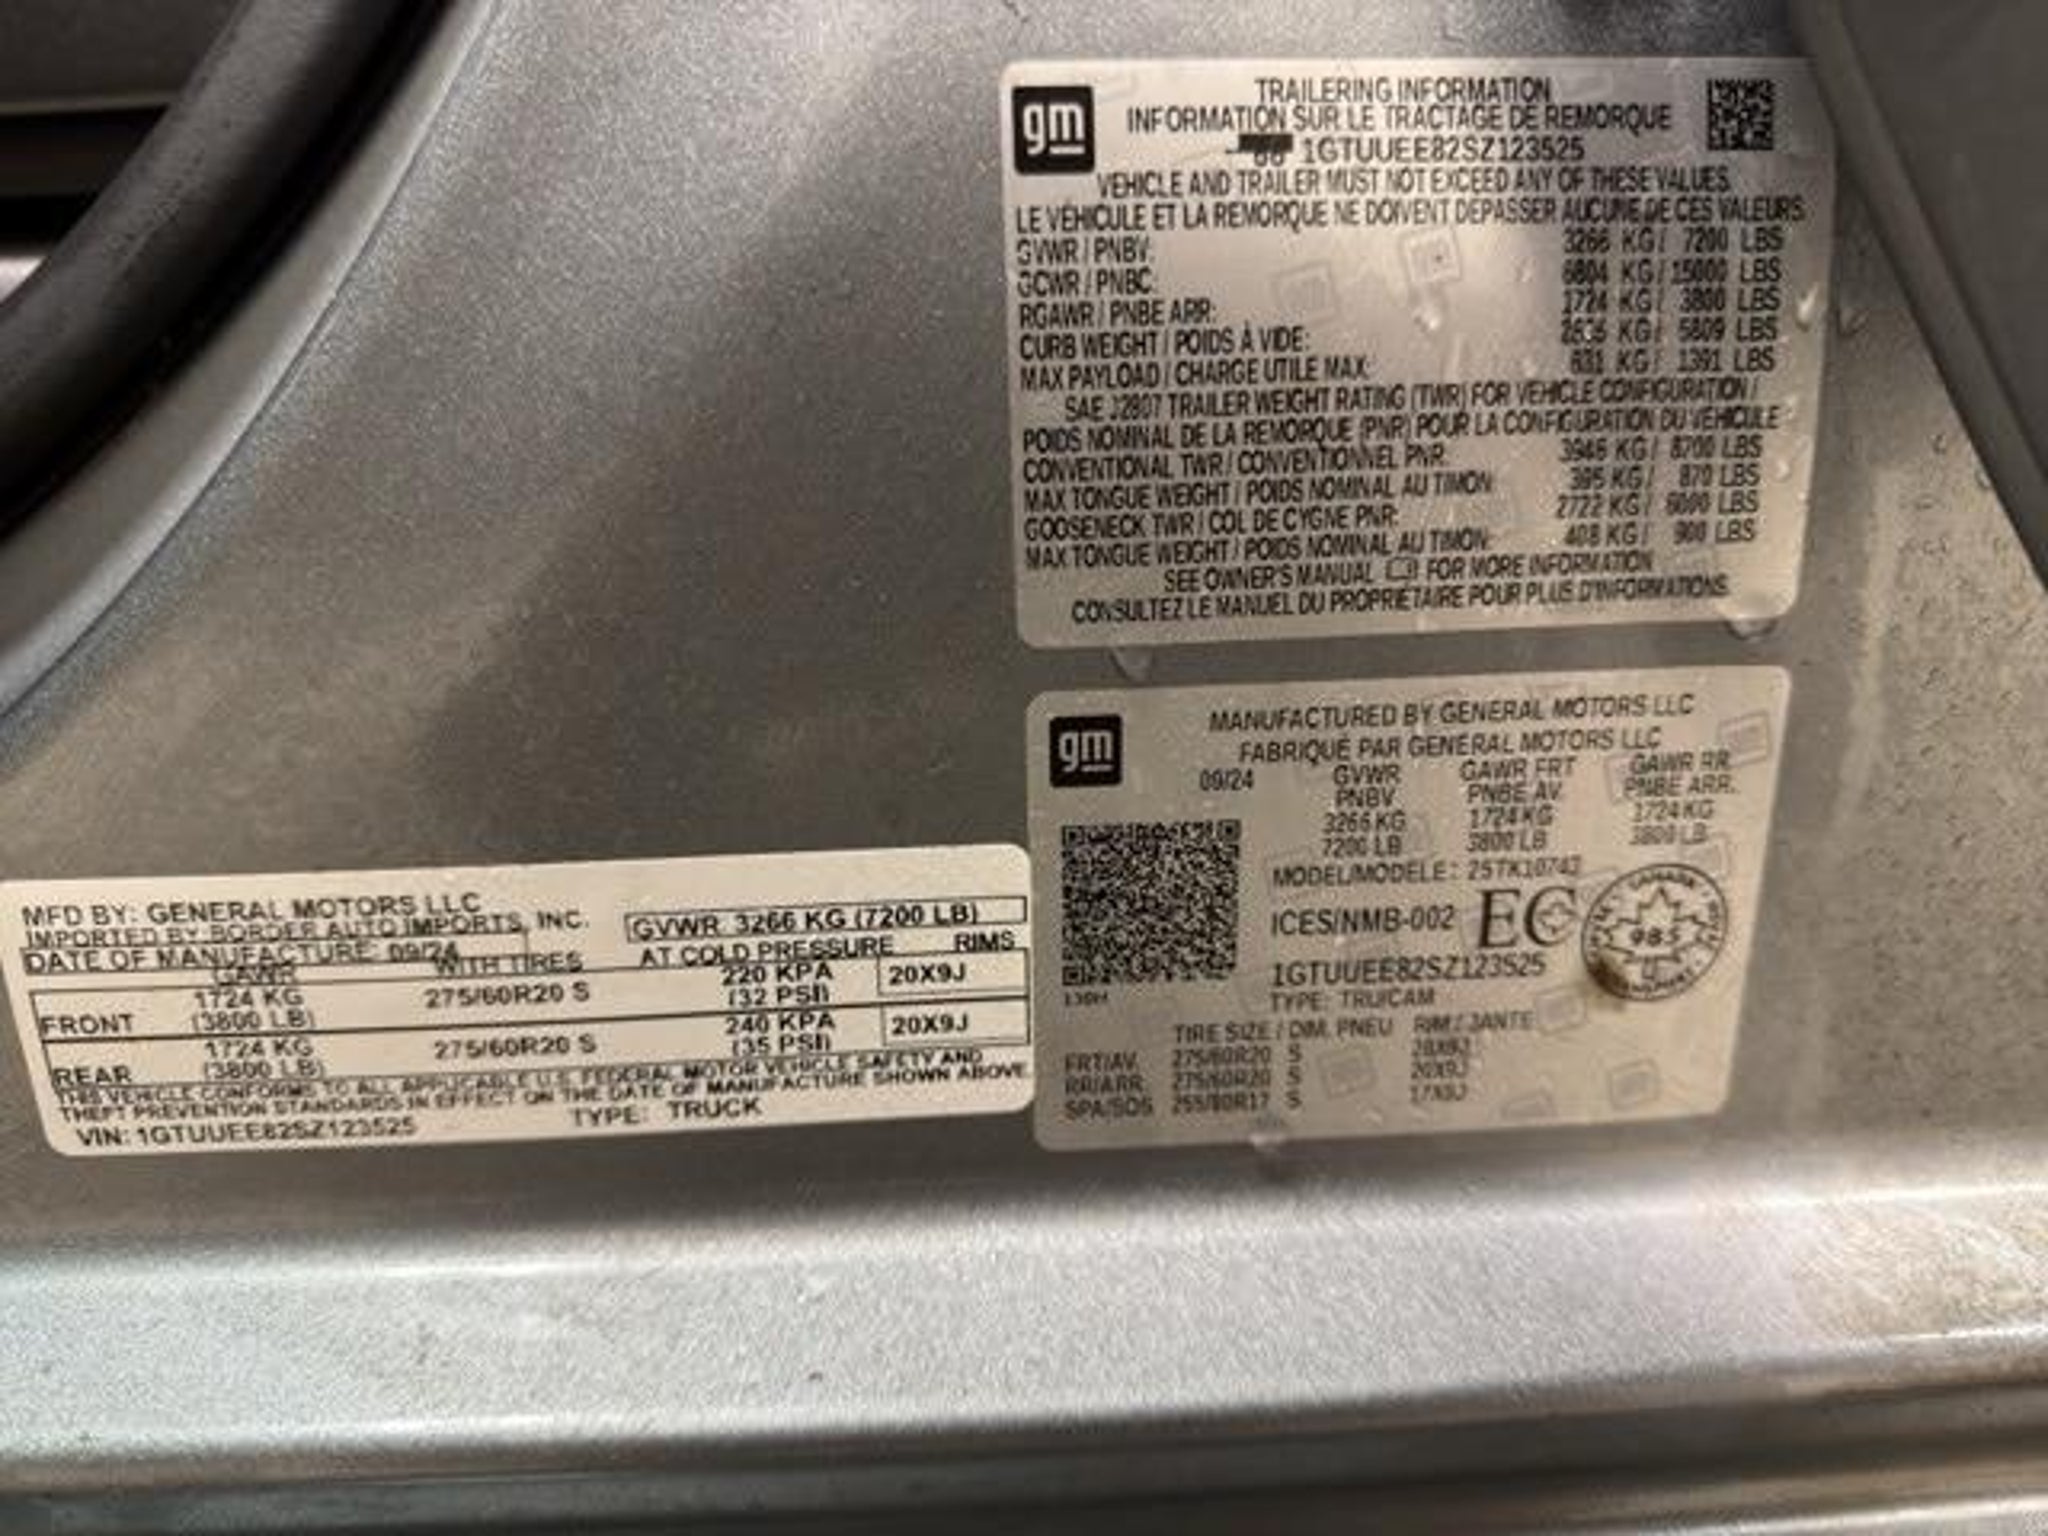 gm
TRAILERING INFORMATION
INFORMATION SUR LE TRACTAGE DE REMORQUE
1GTUUEE82SZ123525
VEHICLE AND TRAILER MUST NOT EXCEED ANY OF THESE VALUES.
LE VÉHICULE ET LA REMORQUE NE DOIVENT DÉPASSER AUCUNE DE CES VALEURS.
GVWR / PNBV: 3266 KG / 7200 LBS
GCWR / PNBC: 6804 KG / 15000 LBS
RGAWR / PNBE ARR: 1724 KG / 3800 LBS
CURB WEIGHT / POIDS À VIDE: KG / 5809 LBS
MAX PAYLOAD / CHARGE UTILE MAX: 631 KG / 1391 LBS
SAE J2807 TRAILER WEIGHT RATING (TWR) FOR VEHICLE CONFIGURATION /
POIDS NOMINAL DE LA REMORQUE (PNR) POUR LA CONFIGURATION DU VÉHICULE
CONVENTIONAL TWR / CONVENTIONNEL PNR: 3946 KG / 8700 LBS
MAX TONGUE WEIGHT / POIDS NOMINAL AU TIMON: 395 KG / 870 LBS
GOOSENECK TWR / COL DE CYGNE PNR: 2722 KG / 6000 LBS
MAX TONGUE WEIGHT / POIDS NOMINAL AU TIMON: 408 KG / 900 LBS
SEE OWNER'S MANUAL FOR MORE INFORMATION
CONSULTEZ LE MANUEL DU PROPRIÉTAIRE POUR PLUS D'INFORMATIONS.
gm
MANUFACTURED BY GENERAL MOTORS LLC
FABRIQUÉ PAR GENERAL MOTORS LLC
09/24 GVWR GAWR FRT GAWR RR
PNBV PNBE AV. PNBE ARR.
3266 KG 1724 KG 1724 KG
7200 LB 3800 LB 3800 LB
MODEL/MODELE: 25TK10743
ICES/NMB-002 EC
1GTUUEE82SZ123525
TYPE: TRU/CAM
TIRE SIZE / DIM. PNEU RIM / JANTE
FRT/AV. 275/60R20 S 20X9J
RR/ARR 275/60R20 S 20X9J
SPA/SOS 255/80R17 S
CANADA
985
MFD BY: GENERAL MOTORS LLC
IMPORTED BY BORDER AUTO IMPORTS, INC.
DATE OF MANUFACTURE: 09/24
GVWR 3266 KG (7200 LB)
GAWR WITH TIRES AT COLD PRESSURE RIMS
FRONT 1724 KG (3800 LB) 275/60R20 S 220 KPA (32 PSI) 20X9J
REAR 1724 KG (3800 LB) 275/60R20 S 240 KPA (35 PSI) 20X9J
THIS VEHICLE CONFORMS TO ALL APPLICABLE U.S. FEDERAL MOTOR VEHICLE SAFETY AND
THEFT PREVENTION STANDARDS IN EFFECT ON THE DATE OF MANUFACTURE SHOWN ABOVE.
VIN: 1GTUUEE82SZ123525 TYPE: TRUCK